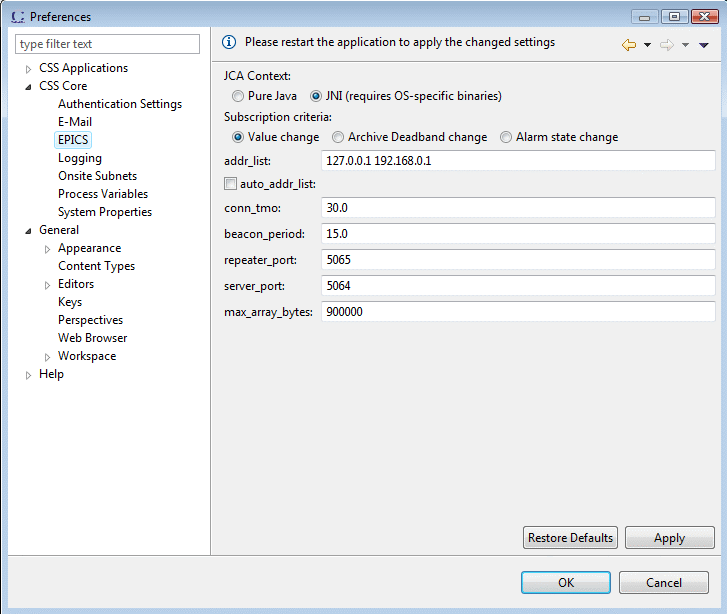 Preferences
type filter text
CSS Applications
CSS Core
Authentication Settings
E-Mail
EPICS
Logging
Onsite Subnets
Process Variables
System Properties
General
Appearance
Content Types
Editors
Keys
Perspectives
Web Browser
Workspace
Help
Please restart the application to apply the changed settings
JCA Context:
Pure Java JNI (requires OS-specific binaries)
Subscription criteria:
Value change Archive Deadband change Alarm state change
addr_list: 127.0.0.1 192.168.0.1
auto_addr_list:
conn_tmo: 30.0
beacon_period: 15.0
repeater_port: 5065
server_port: 5064
max_array_bytes: 900000
Restore Defaults Apply
OK Cancel